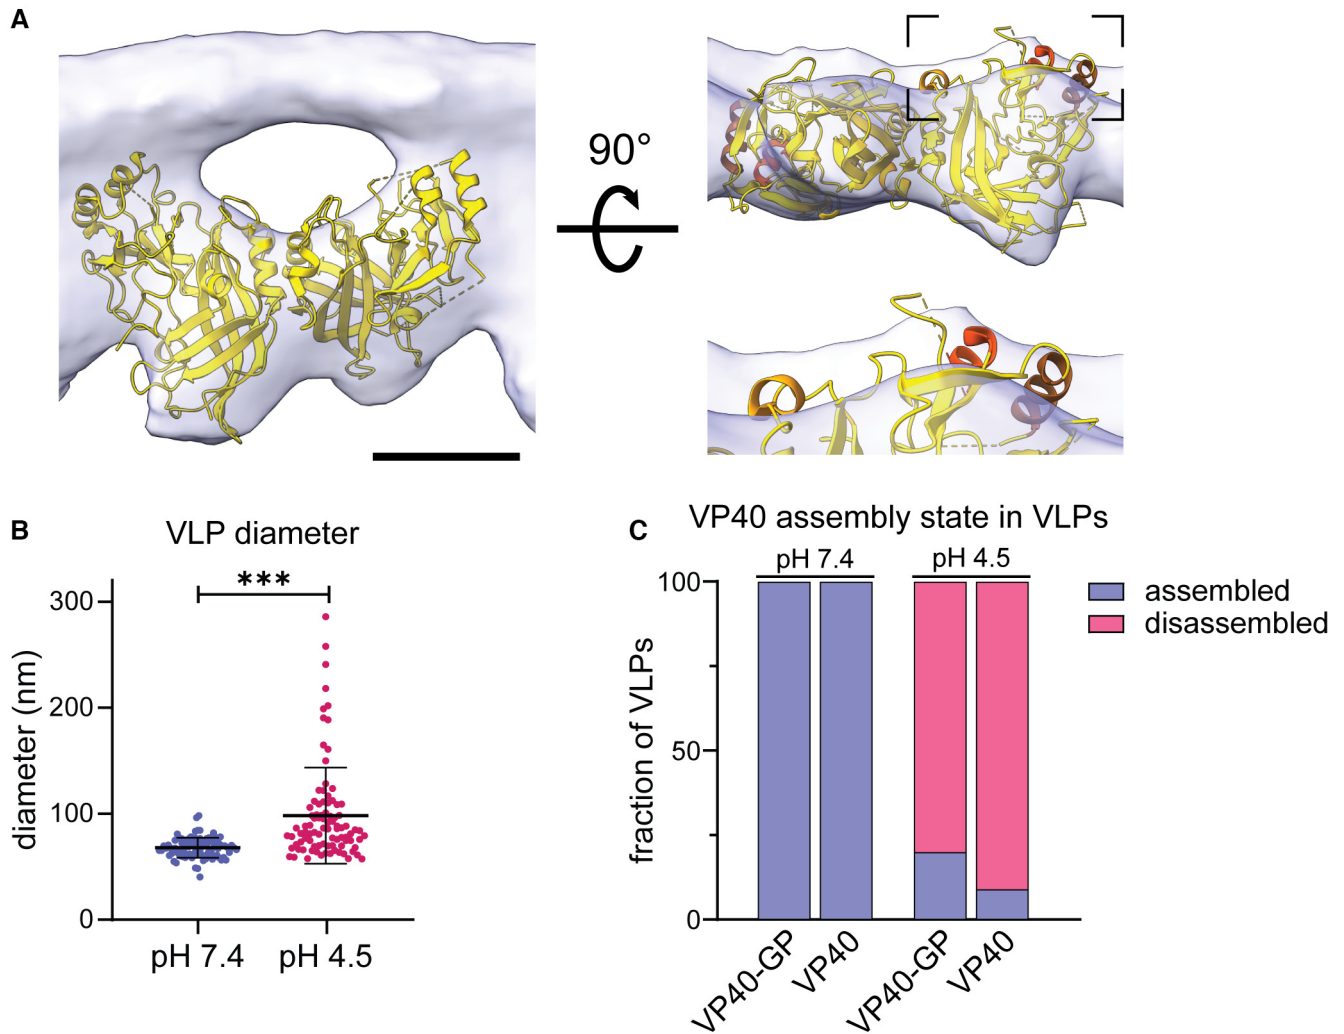 A
90°
B
VLP diameter
***
300
200
100
0
diameter (nm)
pH 7.4
pH 4.5
C
VP40 assembly state in VLPs
pH 7.4
pH 4.5
100
50
0
fraction of VLPs
VP40-GP
VP40
VP40-GP
VP40
assembled
disassembled